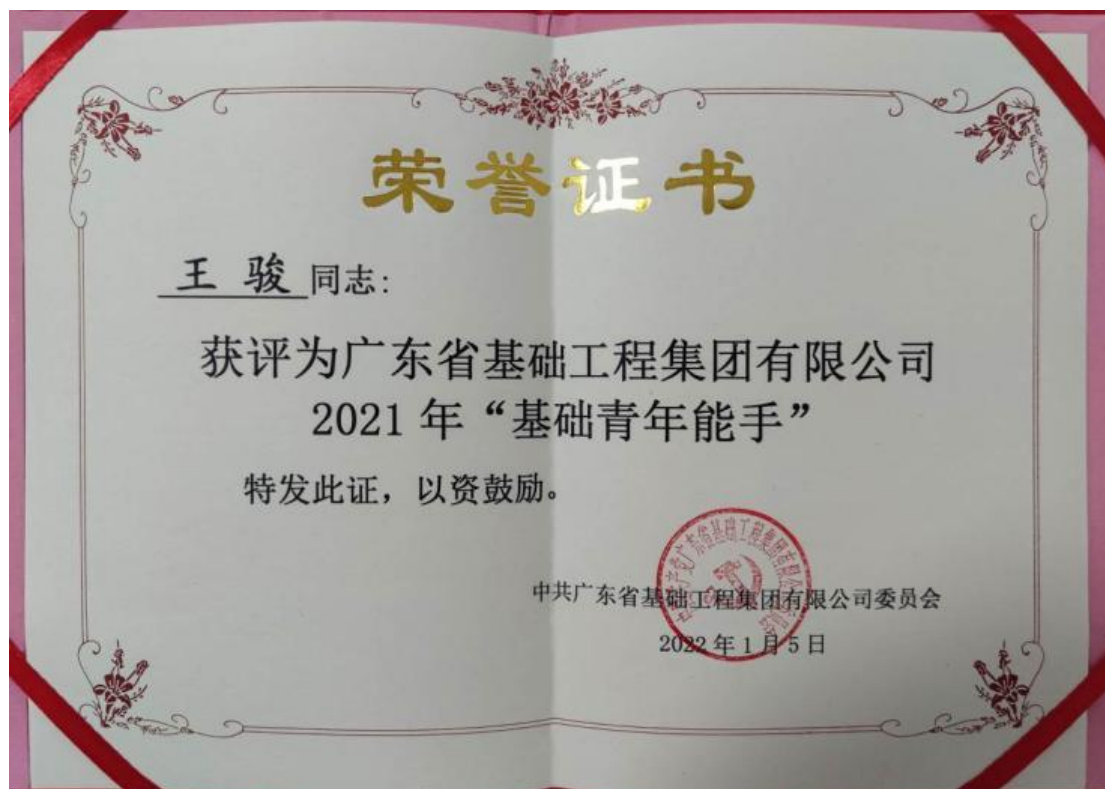 荣誉证书
王骏同志:
获评为广东省基础工程集团有限公司
2021年“基础青年能手”
特发此证，以资鼓励。
中共广东省基础工程集团有限公司委员会
2022年1月5日